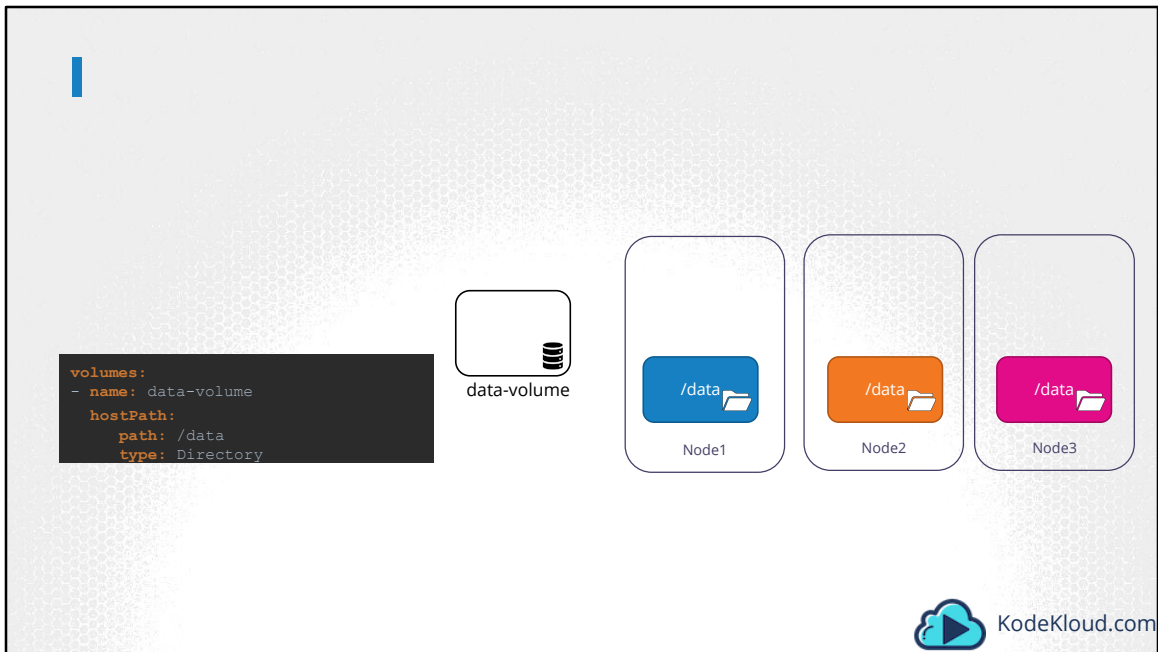 volumes:
- name: data-volume
hostPath:
path: /data
type: Directory
data-volume
/data
Node1
/data
Node2
/data
Node3
KodeKloud.com